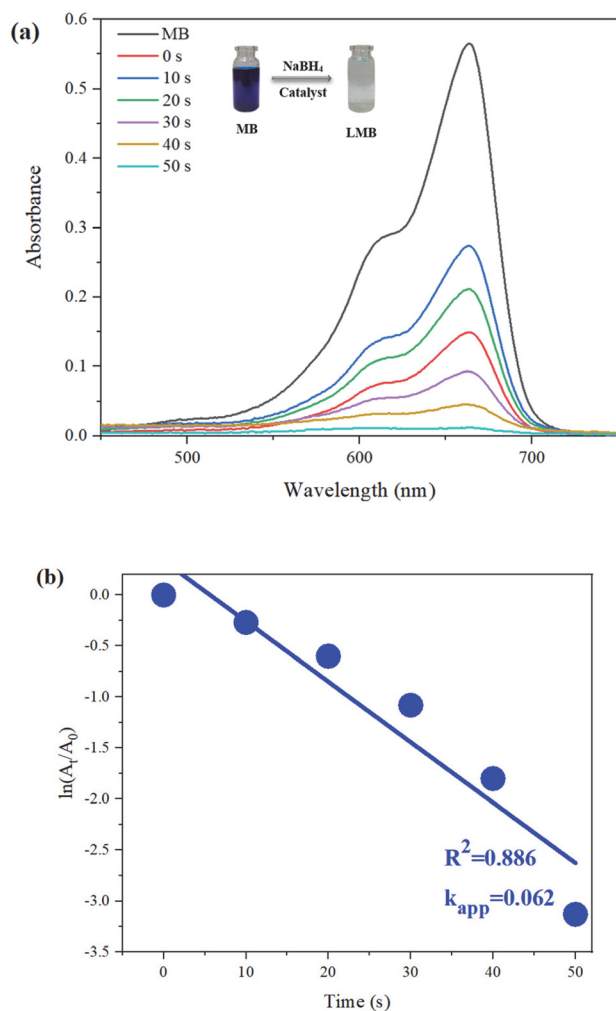 (a)
0.6
0.5
0.4
0.3
0.2
0.1
0.0
Absorbance
MB
0 s
10 s
20 s
30 s
40 s
50 s
NaBH₄
Catalyst
MB
LMB
500
600
700
Wavelength (nm)
(b)
0.0
-0.5
-1.0
-1.5
-2.0
-2.5
-3.0
-3.5
ln(Aₜ/A₀)
R²=0.886
kₐₚₚ=0.062
0
10
20
30
40
50
Time (s)